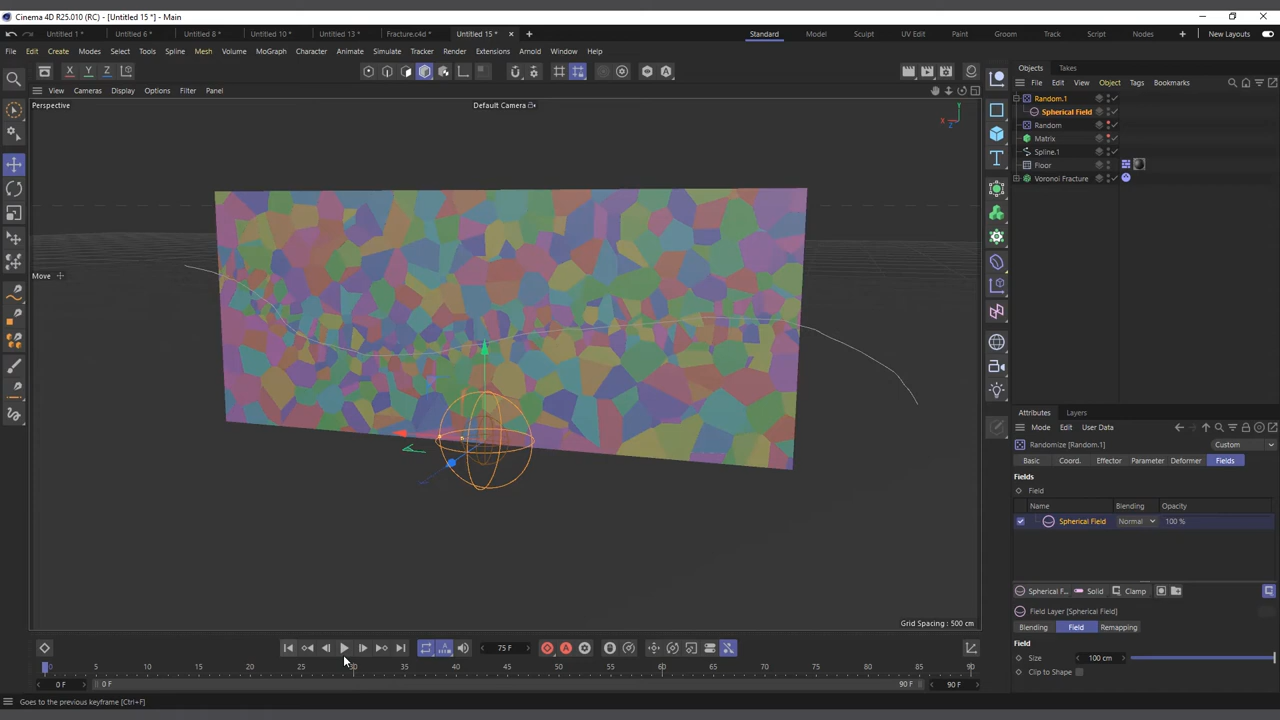 Cinema 4D R25.010 (RC) - [Untitled 15 *] - Main
Untitled 1 * Untitled 6 * Untitled 8 * Untitled 10 * Untitled 13 * Fracture.c4d * Untitled 15 * Standard Model Sculpt UV Edit Paint Groom Track Script Nodes New Layouts
File Edit Create Modes Select Tools Spline Mesh Volume MoGraph Character Animate Simulate Tracker Render Extensions Arnold Window Help
Objects Takes
X Y Z
File Edit View Object Tags Bookmarks
View Cameras Display Options Filter Panel
Perspective
Default Camera
Y
X
Z
Random.1
Spherical Field
Random
Matrix
Spline.1
Floor
Voronoi Fracture
Move
Attributes Layers
Mode Edit User Data
Randomize [Random.1] Custom
Basic Coord. Effector Parameter Deformer Fields
Fields
Field
Name Blending Opacity
Spherical Field Normal 100 %
Spherical F... Solid Clamp
Field Layer [Spherical Field]
Blending Field Remapping
Size 100 cm
Clip to Shape
Grid Spacing : 500 cm
75 F
0 5 10 15 20 25 30 35 40 45 50 55 60 65 70 75 80 85 90
0 F 0 F 90 F 90 F
Goes to the previous keyframe [Ctrl+F]